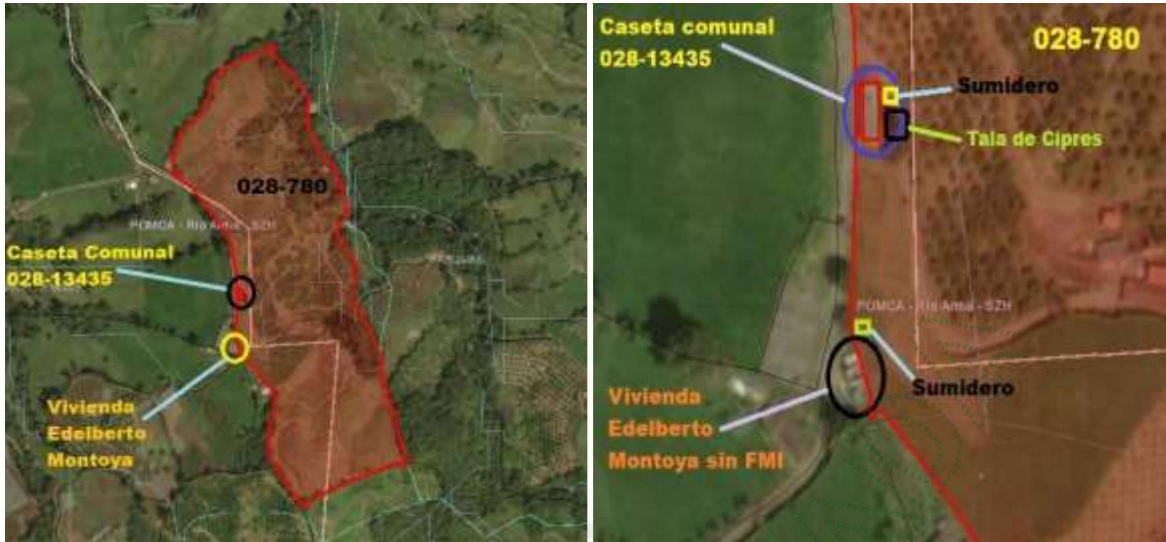 028-780
POMCA - Río Arma - SZH
Caseta Comunal
028-13435
Vivienda
Edelberto
Montoya
Caseta comunal
028-13435
028-780
Sumidero
Tala de Cipres
POMCA - Río Arma - SZH
Sumidero
Vivienda
Edelberto
Montoya sin FMI